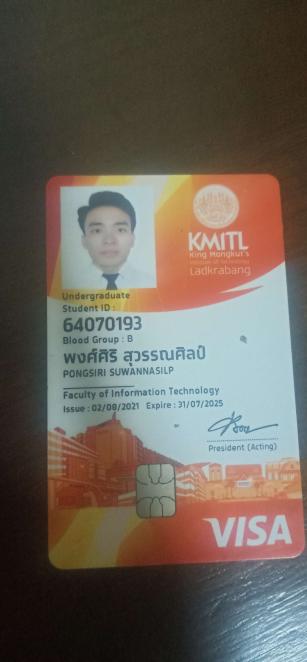 KMITL
King Mongkut's
Institute of Technology
Ladkrabang
Undergraduate
Student ID :
64070193
Blood Group : B
พงศ์ศิริ สุวรรณศิลป์
PONGSIRI SUWANNASILP
Faculty of Information Technology
Issue : 02/08/2021 Expire : 31/07/2025
President (Acting)
VISA